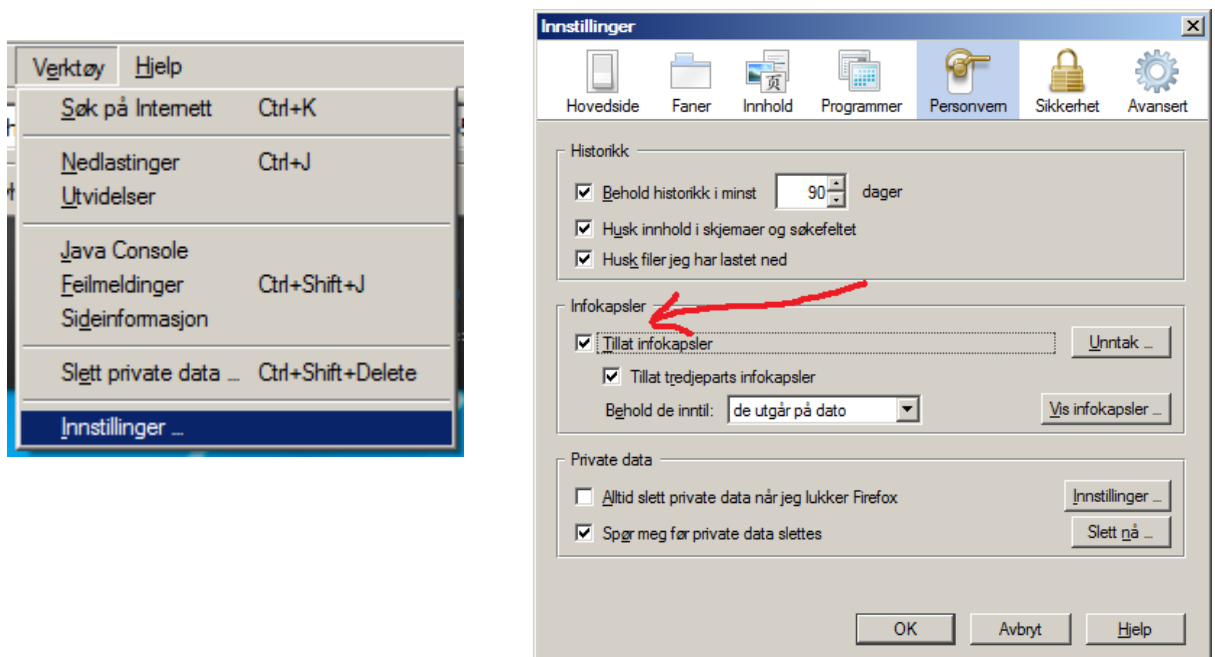 Verktøy Hjelp
Søk på Internett Ctrl+K
Nedlastinger Ctrl+J
Utvidelser
Java Console
Feilmeldinger Ctrl+Shift+J
Sideinformasjon
Slett private data ... Ctrl+Shift+Delete
Innstillinger ...
Innstillinger
Hovedside Faner Innhold Programmer Personvern Sikkerhet Avansert
页
Historikk
Behold historikk i minst 90 dager
Husk innhold i skjemaer og søkefeltet
Husk filer jeg har lastet ned
Infokapsler
Tillat infokapsler Unntak ...
Tillat tredjeparts infokapsler
Behold de inntil: de utgår på dato Vis infokapsler ...
Private data
Alltid slett private data når jeg lukker Firefox Innstillinger ...
Spør meg før private data slettes Slett nå ...
OK Avbryt Hjelp